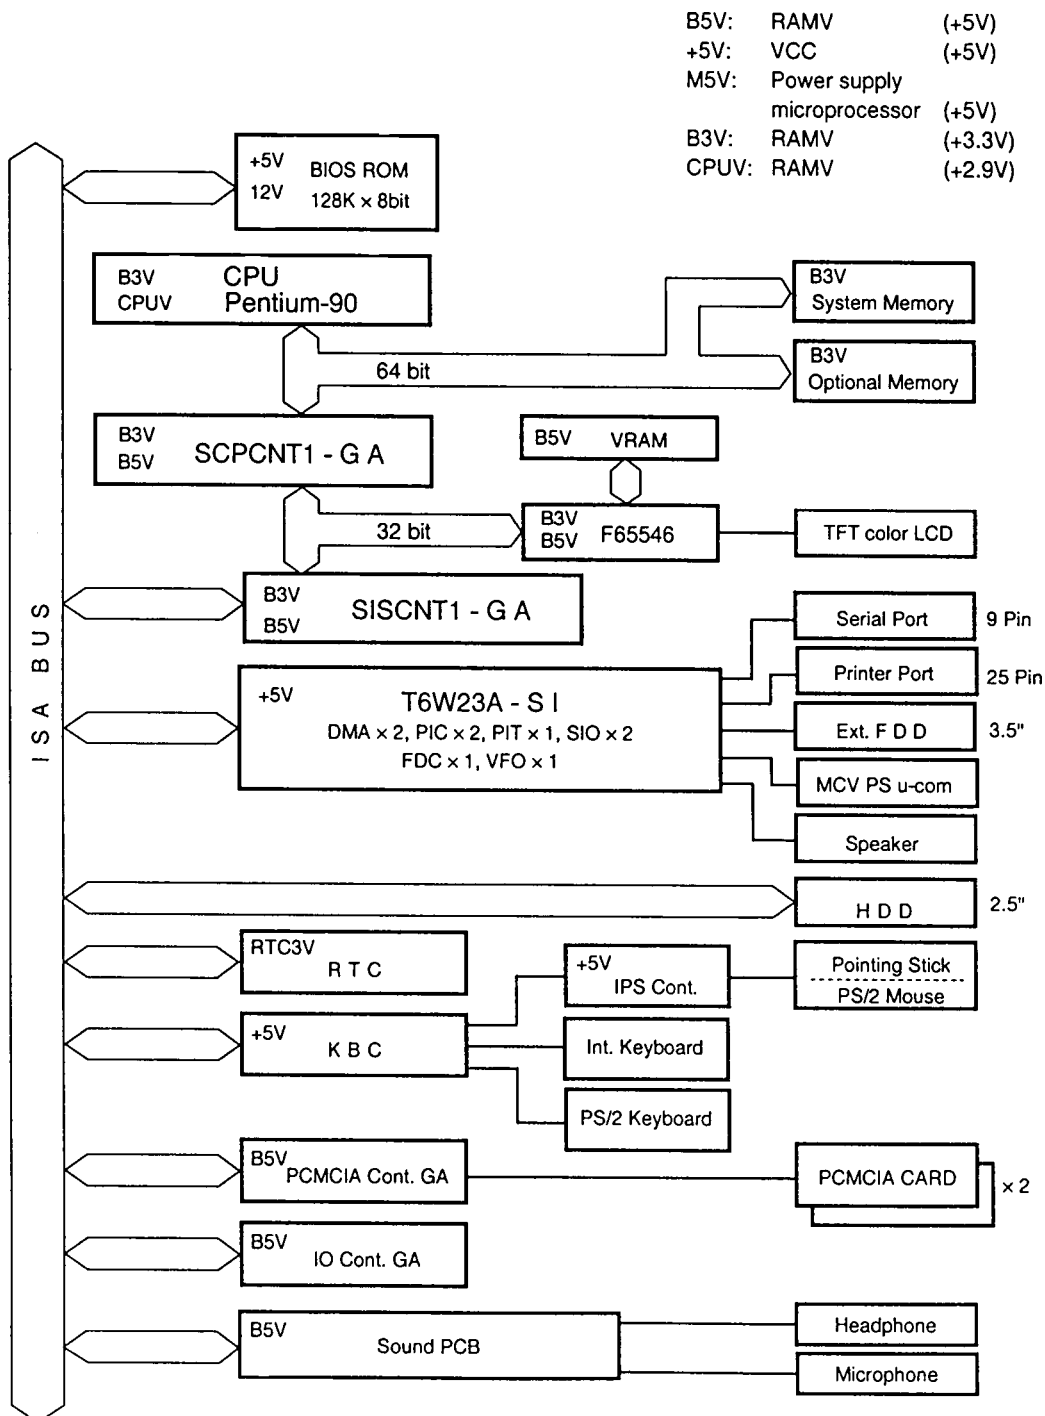 B5V: RAMV (+5V)
+5V: VCC (+5V)
M5V: Power supply
microprocessor (+5V)
B3V: RAMV (+3.3V)
CPUV: RAMV (+2.9V)
ISA BUS
+5V BIOS ROM
12V 128K × 8bit
B3V CPU
CPUV Pentium-90
B3V
System Memory
64 bit
B3V
Optional Memory
B3V
B5V SCPCNT1 - G A
B5V VRAM
32 bit
B3V
B5V F65546
TFT color LCD
B3V
B5V SISCNT1 - G A
Serial Port 9 Pin
+5V T6W23A - S I
DMA × 2, PIC × 2, PIT × 1, SIO × 2
FDC × 1, VFO × 1
Printer Port 25 Pin
Ext. F D D 3.5"
MCV PS u-com
Speaker
H D D 2.5"
RTC3V
R T C
+5V
IPS Cont.
Pointing Stick
PS/2 Mouse
+5V
K B C
Int. Keyboard
PS/2 Keyboard
B5V
PCMCIA Cont. GA
PCMCIA CARD × 2
B5V
IO Cont. GA
B5V
Sound PCB
Headphone
Microphone